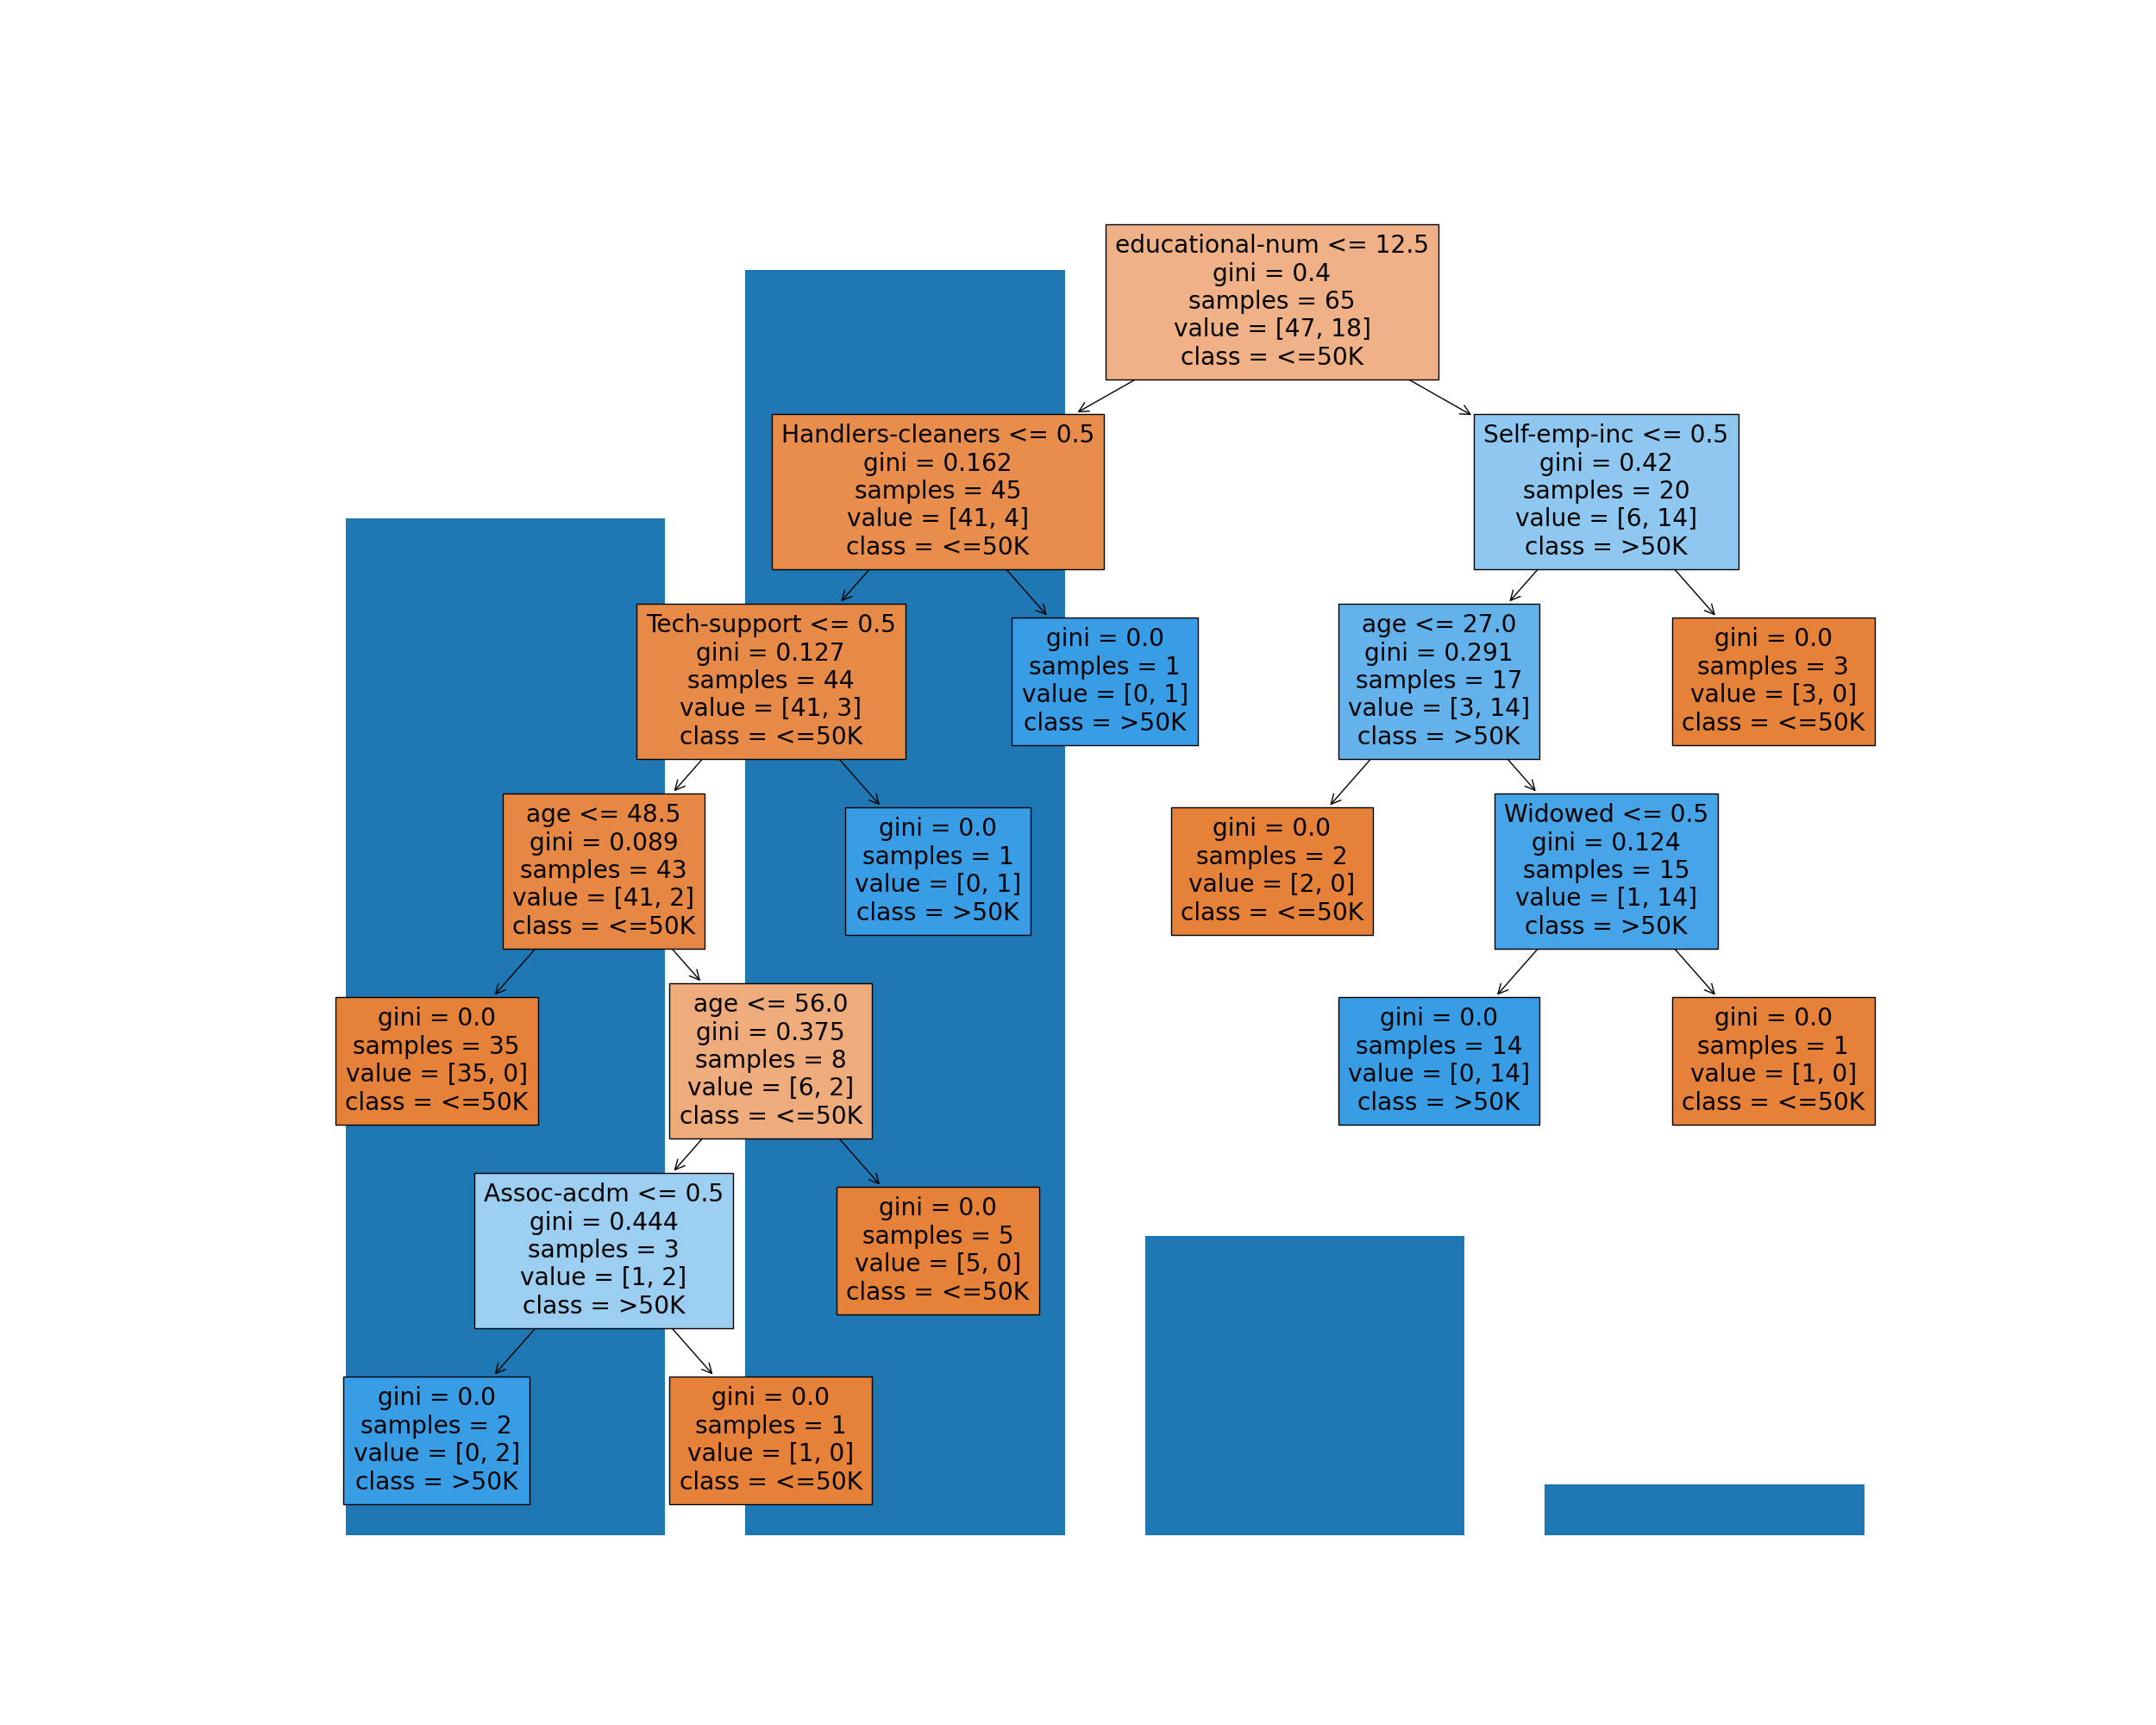 educational-num <= 12.5
gini = 0.4
samples = 65
value = [47, 18]
class = <=50K
Handlers-cleaners <= 0.5
gini = 0.162
samples = 45
value = [41, 4]
class = <=50K
Self-emp-inc <= 0.5
gini = 0.42
samples = 20
value = [6, 14]
class = >50K
Tech-support <= 0.5
gini = 0.127
samples = 44
value = [41, 3]
class = <=50K
gini = 0.0
samples = 1
value = [0, 1]
class = >50K
age <= 27.0
gini = 0.291
samples = 17
value = [3, 14]
class = >50K
gini = 0.0
samples = 3
value = [3, 0]
class = <=50K
age <= 48.5
gini = 0.089
samples = 43
value = [41, 2]
class = <=50K
gini = 0.0
samples = 1
value = [0, 1]
class = >50K
gini = 0.0
samples = 2
value = [2, 0]
class = <=50K
Widowed <= 0.5
gini = 0.124
samples = 15
value = [1, 14]
class = >50K
gini = 0.0
samples = 35
value = [35, 0]
class = <=50K
age <= 56.0
gini = 0.375
samples = 8
value = [6, 2]
class = <=50K
gini = 0.0
samples = 14
value = [0, 14]
class = >50K
gini = 0.0
samples = 1
value = [1, 0]
class = <=50K
Assoc-acdm <= 0.5
gini = 0.444
samples = 3
value = [1, 2]
class = >50K
gini = 0.0
samples = 5
value = [5, 0]
class = <=50K
gini = 0.0
samples = 2
value = [0, 2]
class = >50K
gini = 0.0
samples = 1
value = [1, 0]
class = <=50K